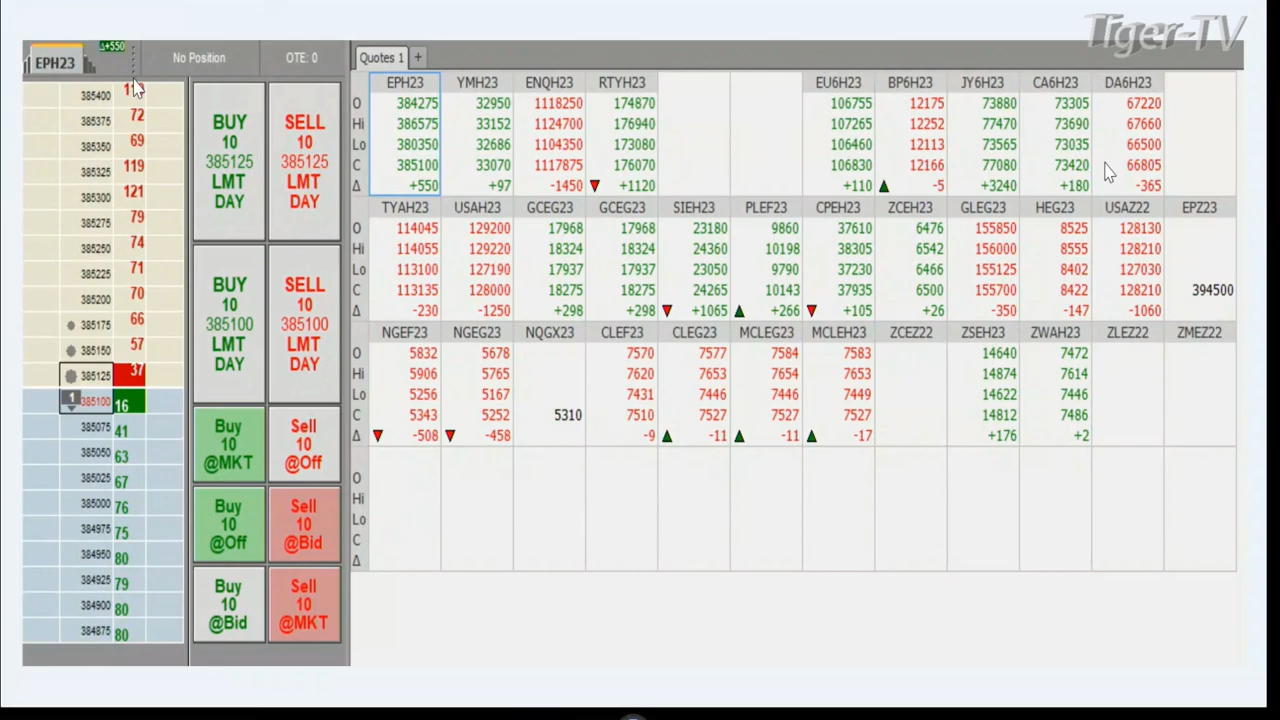 Tiger-TV
EPH23 Δ+550 No Position OTE: 0 Quotes 1 +
385400
385375 72
385350 69
385325 119
385300 121
385275 79
385250 74
385225 71
385200 70
385175 66
385150 57
385125 37
1 385100 16
385075 41
385050 63
385025 67
385000 76
384975 75
384950 80
384925 79
384900 80
384875 80
BUY
10
385125
LMT
DAY
SELL
10
385125
LMT
DAY
BUY
10
385100
LMT
DAY
SELL
10
385100
LMT
DAY
Buy
10
@MKT
Sell
10
@Off
Buy
10
@Off
Sell
10
@Bid
Buy
10
@Bid
Sell
10
@MKT
EPH23 YMH23 ENQH23 RTYH23 EU6H23 BP6H23 JY6H23 CA6H23 DA6H23
O 384275 32950 1118250 174870 106755 12175 73880 73305 67220
Hi 386575 33152 1124700 176940 107265 12252 77470 73690 67660
Lo 380350 32686 1104350 173080 106460 12113 73565 73035 66500
C 385100 33070 1117875 176070 106830 12166 77080 73420 66805
Δ +550 +97 -1450 +1120 +110 -5 +3240 +180 -365
TYAH23 USAH23 GCEG23 GCEG23 SIEH23 PLEF23 CPEH23 ZCEH23 GLEG23 HEG23 USAZ22 EPZ23
O 114045 129200 17968 17968 23180 9860 37610 6476 155850 8525 128130
Hi 114055 129220 18324 18324 24360 10198 38305 6542 156000 8555 128210
Lo 113100 127190 17937 17937 23050 9790 37230 6466 155125 8402 127030
C 113135 128000 18275 18275 24265 10143 37935 6500 155700 8422 128210 394500
Δ -230 -1250 +298 +298 +1065 +266 +105 +26 -350 -147 -1060
NGEF23 NGEG23 NQGX23 CLEF23 CLEG23 MCLEG23 MCLEH23 ZCEZ22 ZSEH23 ZWAH23 ZLEZ22 ZMEZ22
O 5832 5678 7570 7577 7584 7583 14640 7472
Hi 5906 5765 7620 7653 7654 7653 14874 7614
Lo 5256 5167 7431 7446 7446 7449 14622 7446
C 5343 5252 5310 7510 7527 7527 7527 14812 7486
Δ -508 -458 -9 -11 -11 -17 +176 +2
O
Hi
Lo
C
Δ